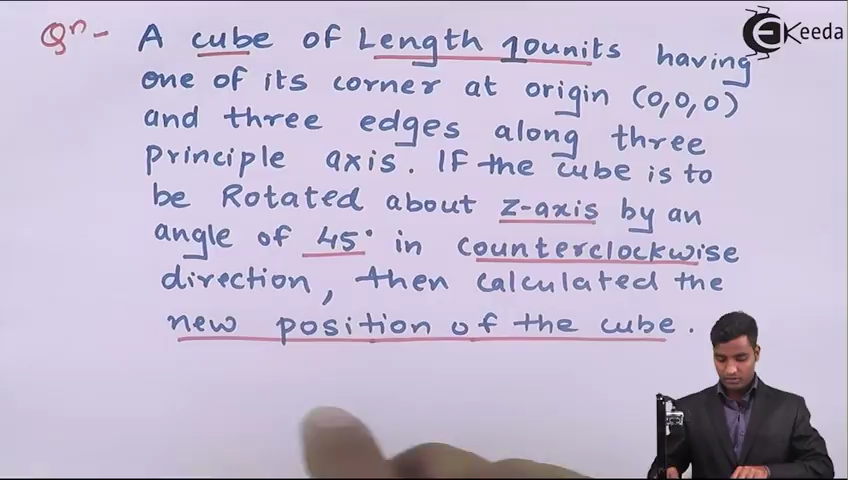 Qⁿ- A cube of Length 10units having
one of its corner at origin (0,0,0)
and three edges along three
principle axis. If the cube is to
be Rotated about z-axis by an
angle of 45° in counterclockwise
direction, then calculated the
new position of the cube.
EKeeda